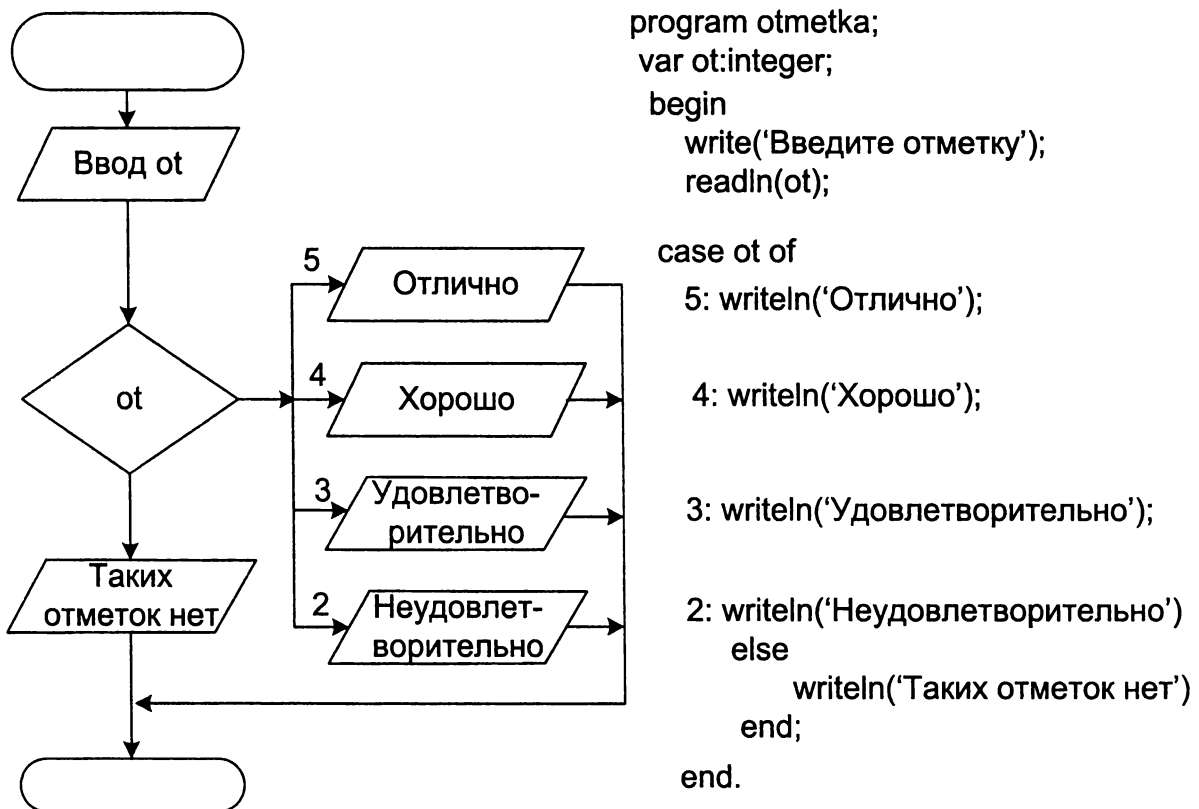 Ввод ot
ot
5
Отлично
4
Хорошо
3
Удовлетво-
рительно
2
Неудовлет-
ворительно
Таких
отметок нет
program otmetka;
var ot:integer;
begin
write(‘Введите отметку’);
readln(ot);
case ot of
5: writeln(‘Отлично’);
4: writeln(‘Хорошо’);
3: writeln(‘Удовлетворительно’);
2: writeln(‘Неудовлетворительно’)
else
writeln(‘Таких отметок нет’)
end;
end.